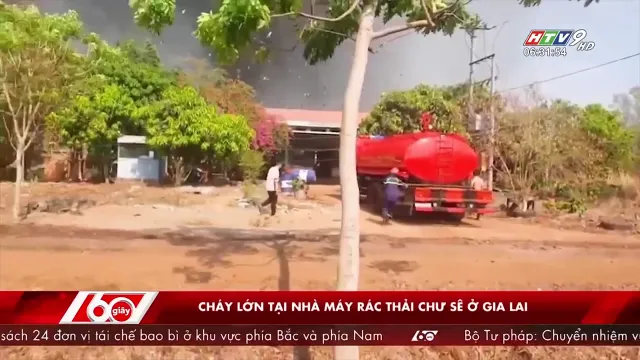 HTV9 HD
06:31:54
60 giây
CHÁY LỚN TẠI NHÀ MÁY RÁC THẢI CHƯ SÊ Ở GIA LAI
sách 24 đơn vị tái chế bao bì ở khu vực phía Bắc và phía Nam 60 giây Bộ Tư pháp: Chuyển nhiệm v